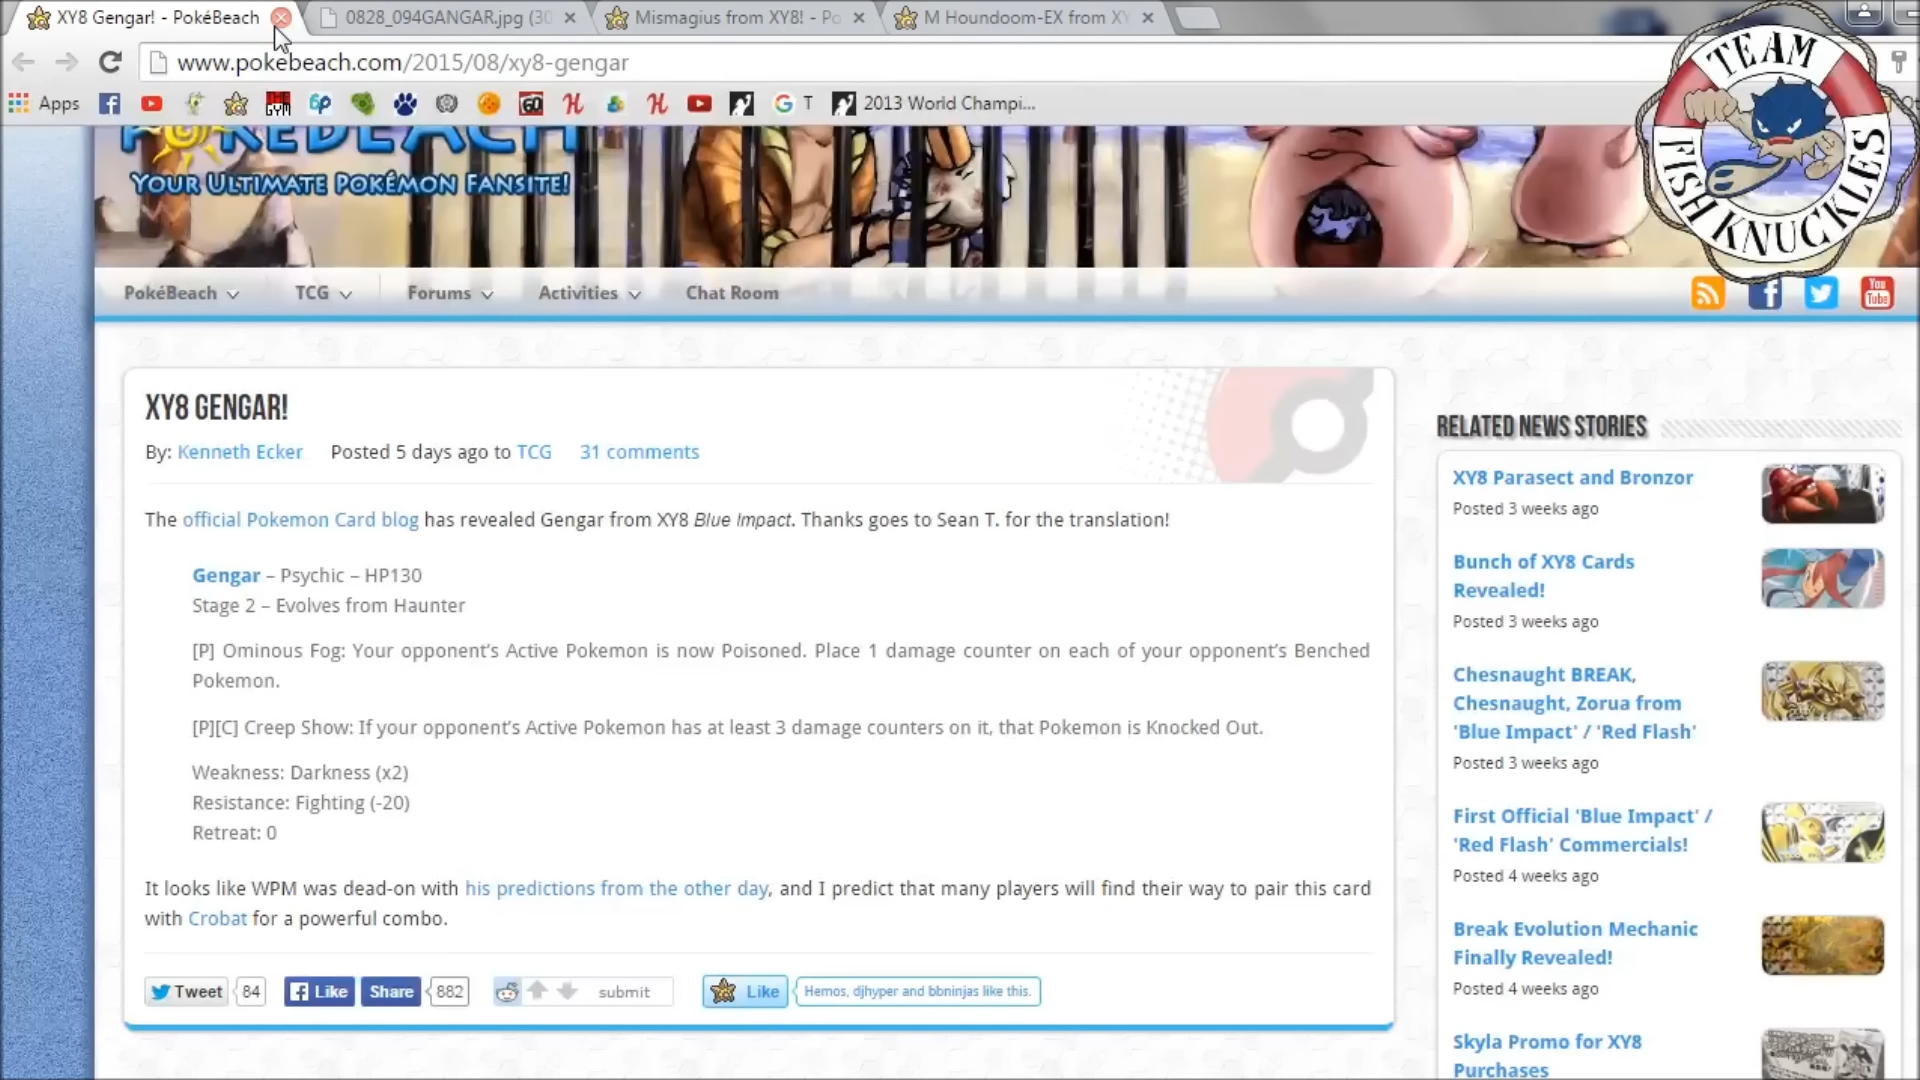 XY8 Gengar! - PokéBeach
0828_094GANGAR.jpg (30
Mismagius from XY8! - Po
M Houndoom-EX from XY
www.pokebeach.com/2015/08/xy8-gengar
Apps
T
2013 World Champi...
TEAM
FISH KNUCKLES
POKÉBEACH
YOUR ULTIMATE POKÉMON FANSITE!
PokéBeach
TCG
Forums
Activities
Chat Room
You
Tube
XY8 GENGAR!
By: Kenneth Ecker Posted 5 days ago to TCG 31 comments
The official Pokemon Card blog has revealed Gengar from XY8 Blue Impact. Thanks goes to Sean T. for the translation!
Gengar – Psychic – HP130
Stage 2 – Evolves from Haunter
[P] Ominous Fog: Your opponent's Active Pokemon is now Poisoned. Place 1 damage counter on each of your opponent's Benched
Pokemon.
[P][C] Creep Show: If your opponent's Active Pokemon has at least 3 damage counters on it, that Pokemon is Knocked Out.
Weakness: Darkness (x2)
Resistance: Fighting (-20)
Retreat: 0
It looks like WPM was dead-on with his predictions from the other day, and I predict that many players will find their way to pair this card
with Crobat for a powerful combo.
Tweet 84
Like Share 882
submit
Like
Hemos, djhyper and bbninjas like this.
RELATED NEWS STORIES
XY8 Parasect and Bronzor
Posted 3 weeks ago
Bunch of XY8 Cards
Revealed!
Posted 3 weeks ago
Chesnaught BREAK,
Chesnaught, Zorua from
'Blue Impact' / 'Red Flash'
Posted 3 weeks ago
First Official 'Blue Impact' /
'Red Flash' Commercials!
Posted 4 weeks ago
Break Evolution Mechanic
Finally Revealed!
Posted 4 weeks ago
Skyla Promo for XY8
Purchases